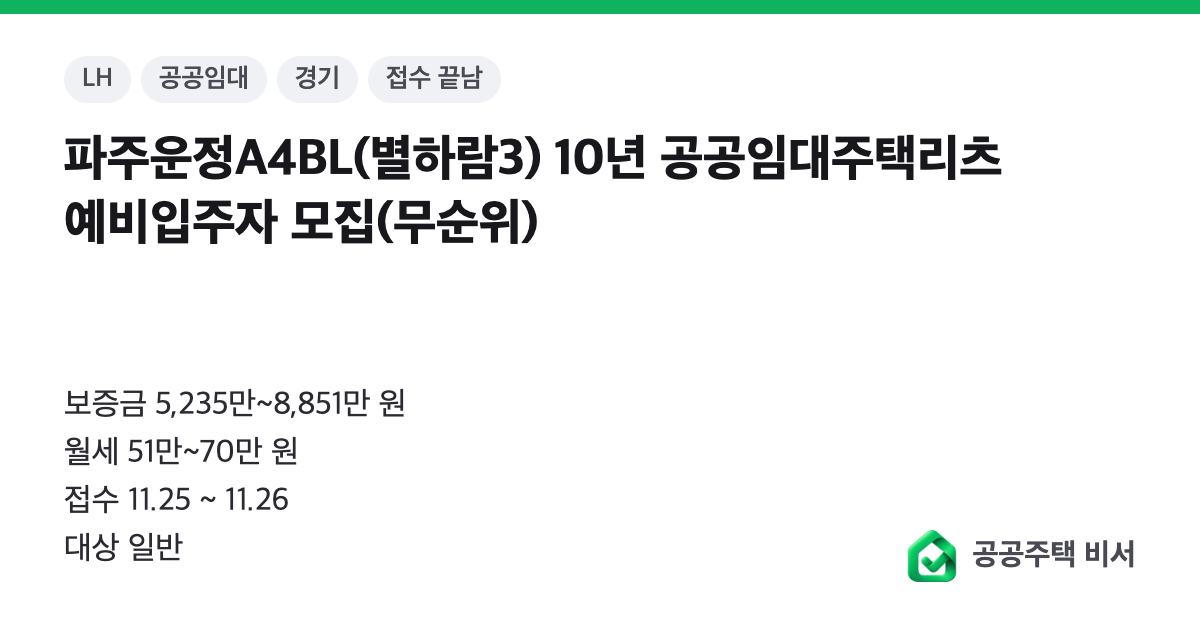 LH 공공임대 경기 접수 끝남
파주운정A4BL(별하람3) 10년 공공임대주택리츠
예비입주자 모집(무순위)
보증금 5,235만~8,851만 원
월세 51만~70만 원
접수 11.25 ~ 11.26
대상 일반
공공주택 비서